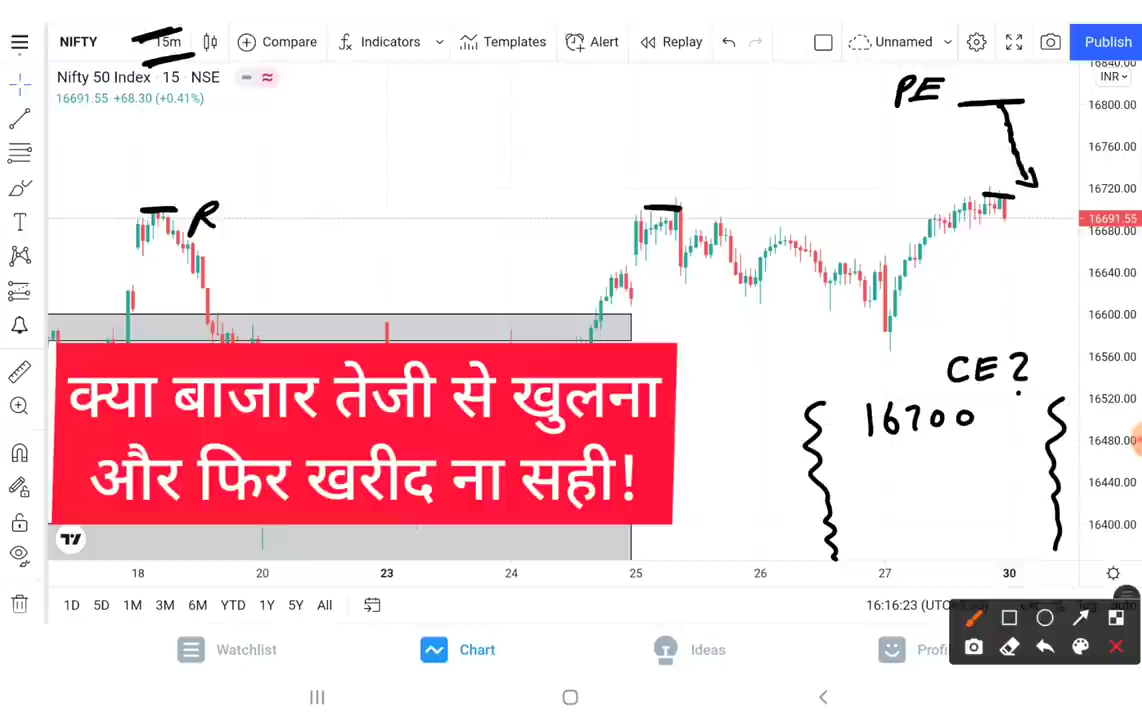 NIFTY 15m Compare Indicators Templates Alert Replay Unnamed Publish
Nifty 50 Index · 15 · NSE
INR
16691.55 +68.30 (+0.41%)
PE
16840.00
16800.00
16760.00
16720.00
16691.55
16680.00
16640.00
16600.00
16560.00
16520.00
16480.00
16440.00
16400.00
R
CE?
16700
क्या बाजार तेजी से खुलना
और फिर खरीद ना सही!
18 20 23 24 25 26 27 30
1D 5D 1M 3M 6M YTD 1Y 5Y All
16:16:23 (UTC
Watchlist Chart Ideas Profi